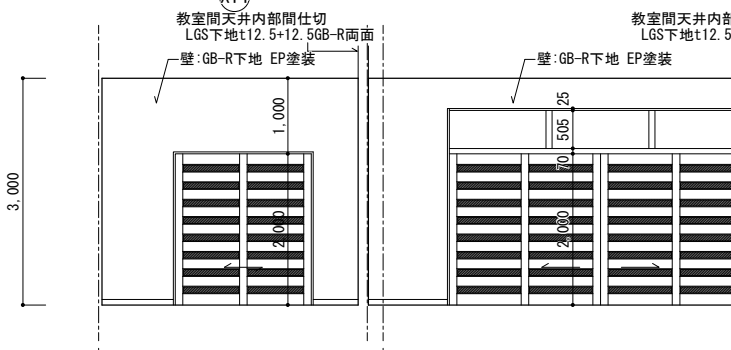 教室間天井内部間仕切
LGS下地t12.5+12.5GB-R両面
壁:GB-R下地 EP塗装
3,000
1,000
2,000
教室間天井内部
LGS下地t12.5
壁:GB-R下地 EP塗装
25
505
70
2,000